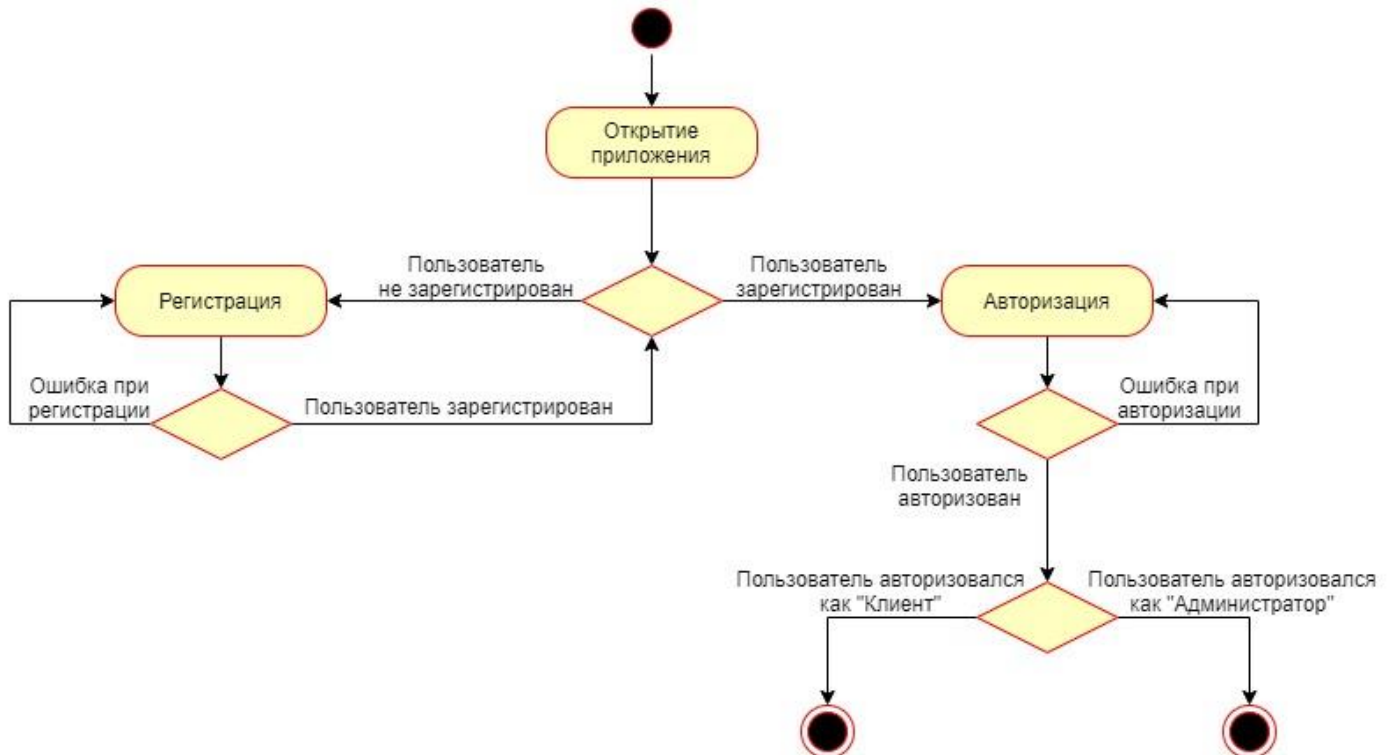 Открытие
приложения
Пользователь
не зарегистрирован
Пользователь
зарегистрирован
Регистрация
Авторизация
Ошибка при
регистрации
Пользователь зарегистрирован
Ошибка при
авторизации
Пользователь
авторизован
Пользователь авторизовался
как "Клиент"
Пользователь авторизовался
как "Администратор"